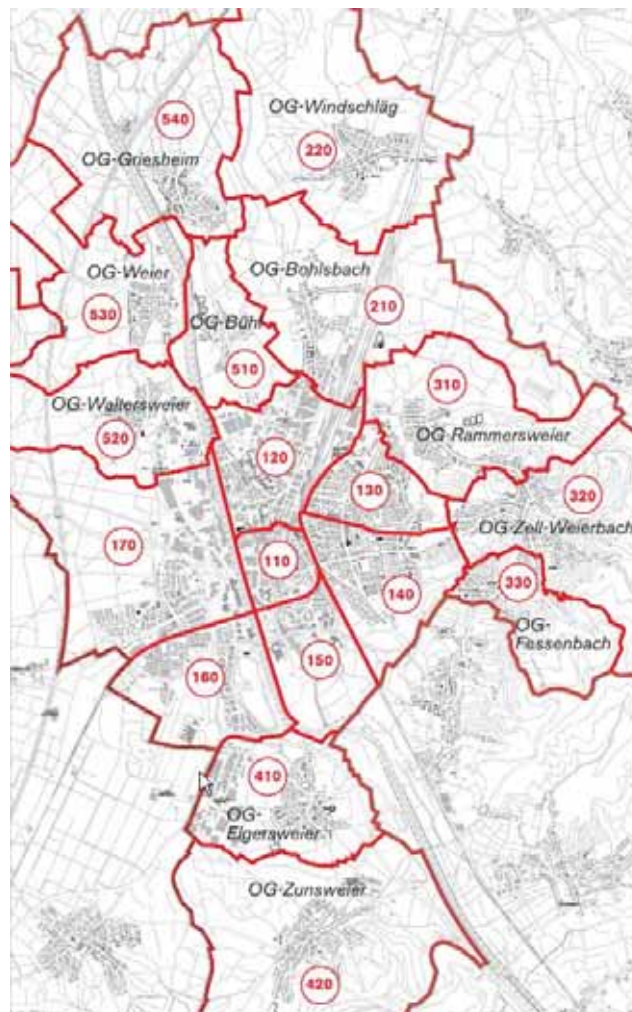 540
OG-Windschläg
220
OG-Griesheim
OG-Weier
OG-Bohlsbach
530
210
OG-Bühl
510
310
OG-Waltersweier
520
OG-Rammersweier
120
130
320
170
OG-Zell-Weierbach
110
140
330
OG-
Fessenbach
150
160
410
OG-
Elgersweier
OG-Zunsweier
420